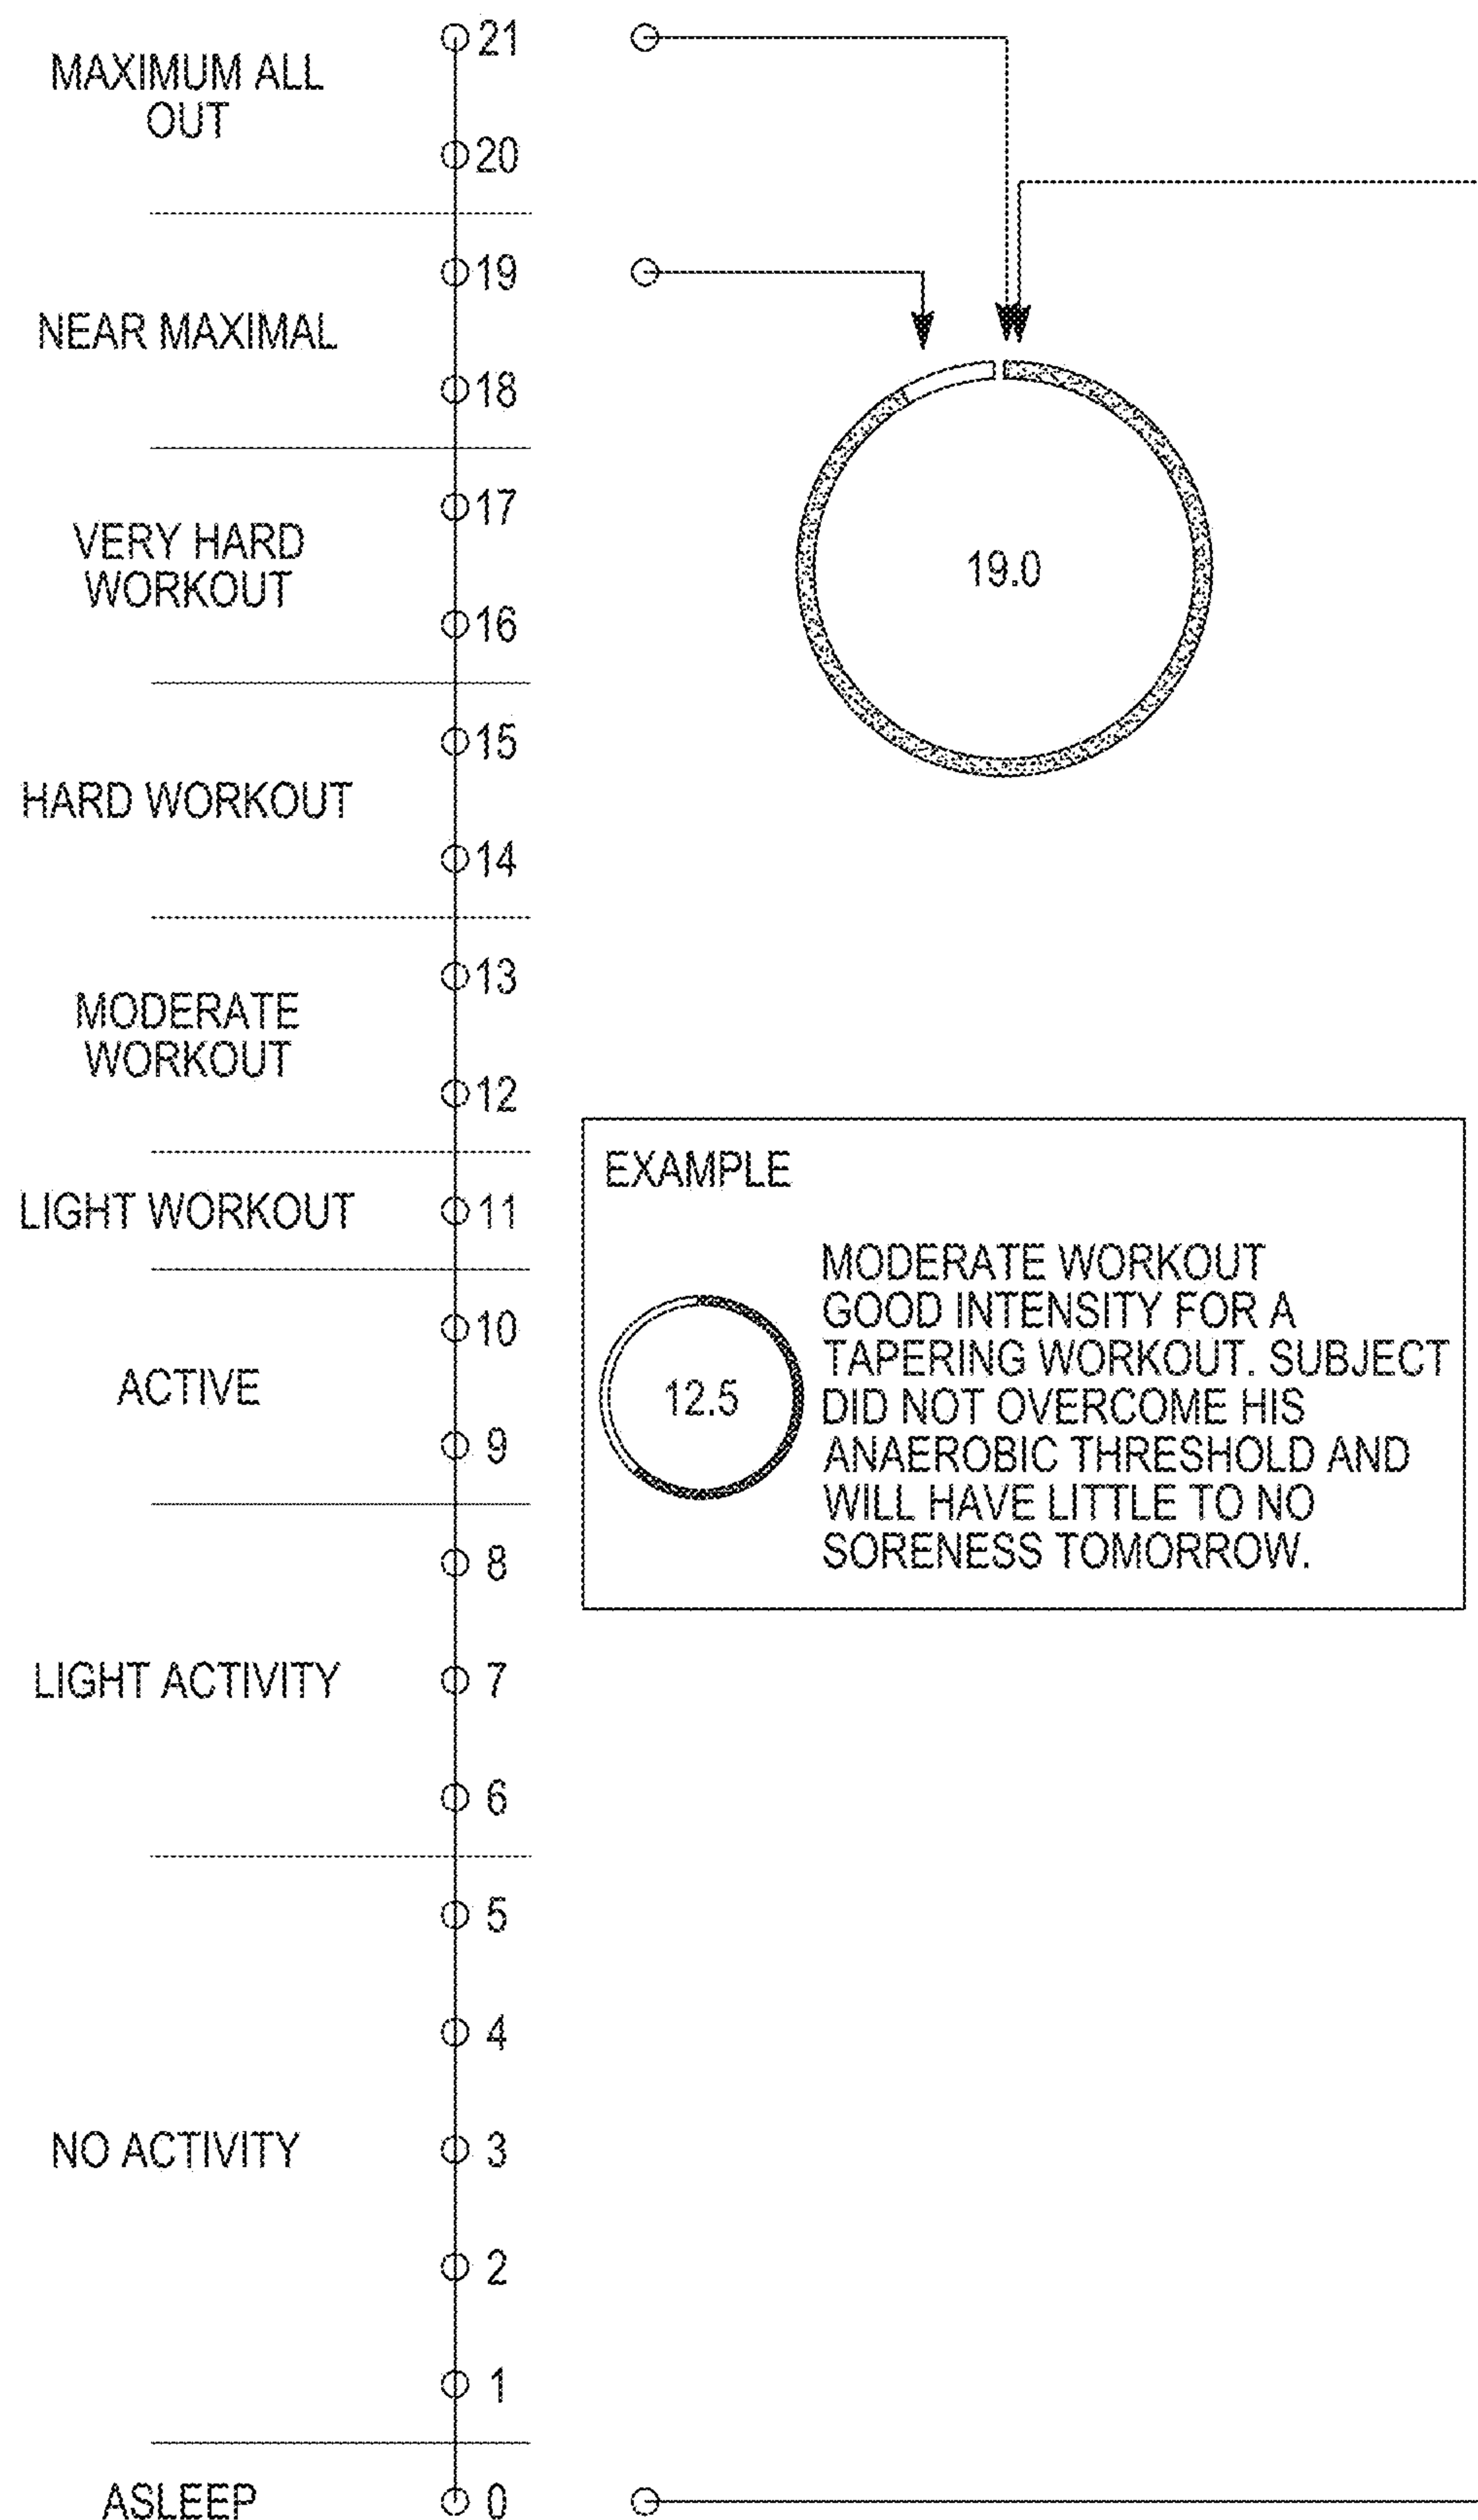 MAXIMUM ALL
OUT
21
20
NEAR MAXIMAL
19
18
VERY HARD
WORKOUT
17
16
19.0
HARD WORKOUT
15
14
MODERATE
WORKOUT
13
12
LIGHT WORKOUT
11
ACTIVE
10
9
EXAMPLE
12.5
MODERATE WORKOUT
GOOD INTENSITY FOR A
TAPERING WORKOUT. SUBJECT
DID NOT OVERCOME HIS
ANAEROBIC THRESHOLD AND
WILL HAVE LITTLE TO NO
SORENESS TOMORROW.
LIGHT ACTIVITY
8
7
6
NO ACTIVITY
5
4
3
2
1
ASLEEP
0